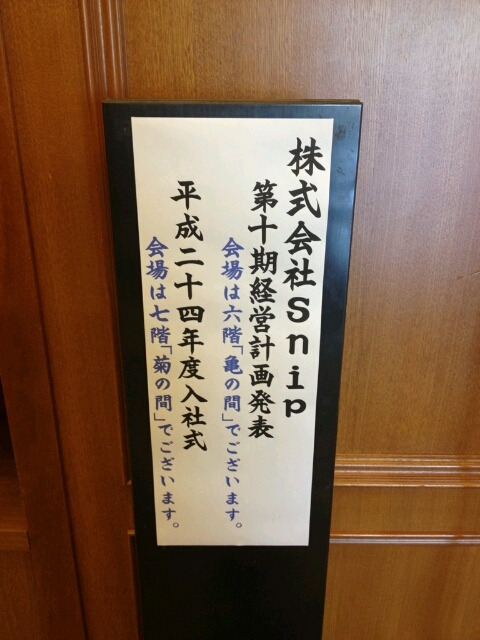 株式会社Snip
第十期経営計画発表
会場は六階「亀の間」でございます。
平成二十四年度入社式
会場は七階「菊の間」でございます。